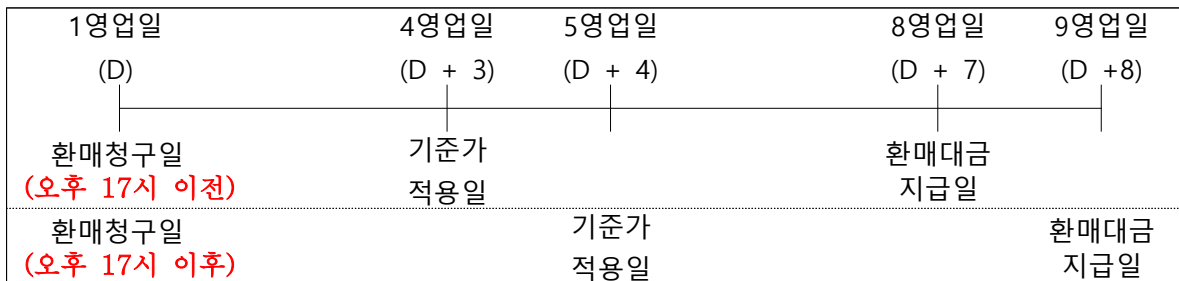 1영업일 4영업일 5영업일 8영업일 9영업일
(D) (D + 3) (D + 4) (D + 7) (D +8)
환매청구일 기준가 환매대금
(오후 17시 이전) 적용일 지급일
환매청구일 기준가 환매대금
(오후 17시 이후) 적용일 지급일